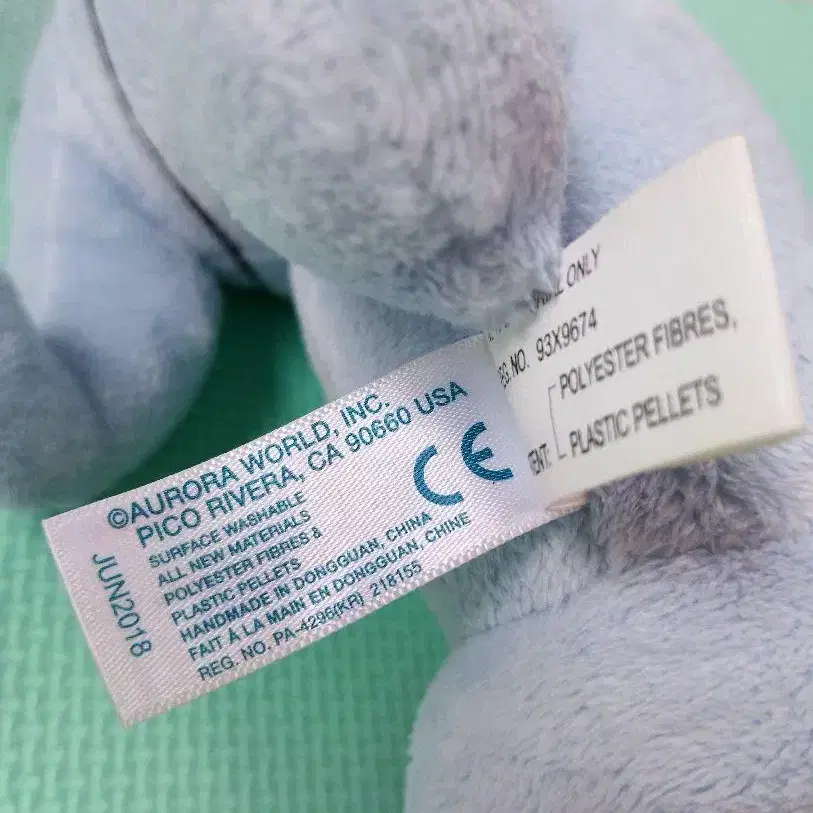 ©AURORA WORLD, INC.
PICO RIVERA, CA 90660 USA
SURFACE WASHABLE
ALL NEW MATERIALS
POLYESTER FIBRES &
PLASTIC PELLETS
HANDMADE IN DONGGUAN, CHINA
FAIT À LA MAIN EN DONGGUAN, CHINE
REG. NO. PA-4296(KR) 218155
JUN2018
CE
ONLY
NO. 93X9674
POLYESTER FIBRES,
PLASTIC PELLETS